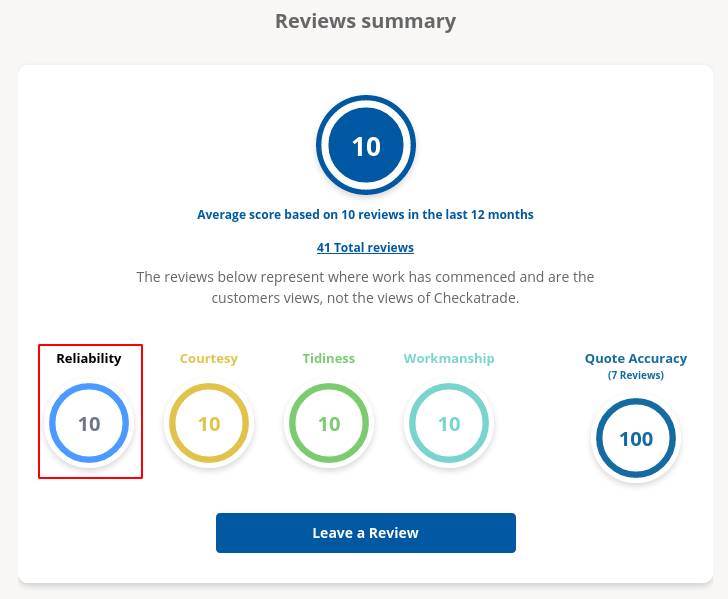 Reviews summary
10
Average score based on 10 reviews in the last 12 months
41 Total reviews
The reviews below represent where work has commenced and are the
customers views, not the views of Checkatrade.
Reliability
10
Courtesy
10
Tidiness
10
Workmanship
10
Quote Accuracy
(7 Reviews)
100
Leave a Review